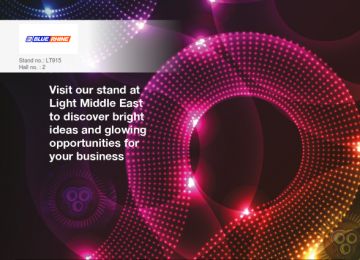 BLUE RHINE
Stand no.: LT915
Hall no. : 2
Visit our stand at
Light Middle East
to discover bright
ideas and glowing
opportunities for
your business